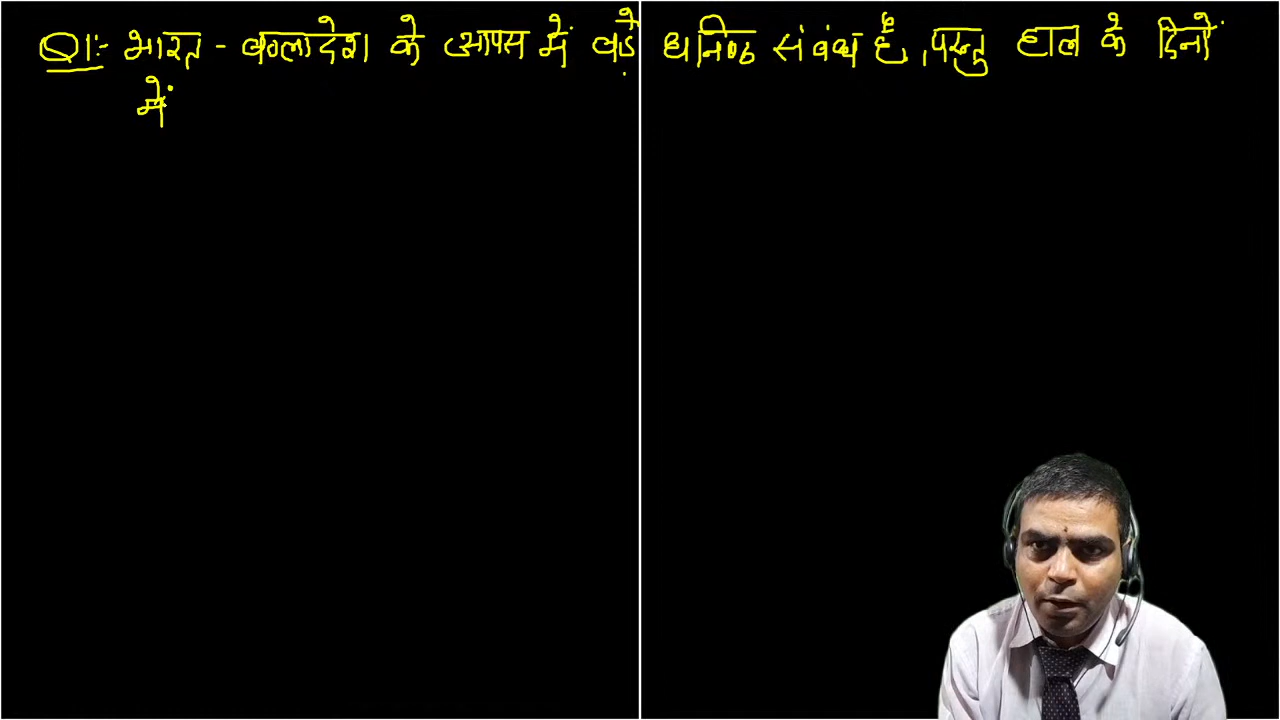 Q1:- भारत - बंग्लादेश के आपस में बड़े घनिष्ठ संबंध हैं, परन्तु हाल के दिनों
में